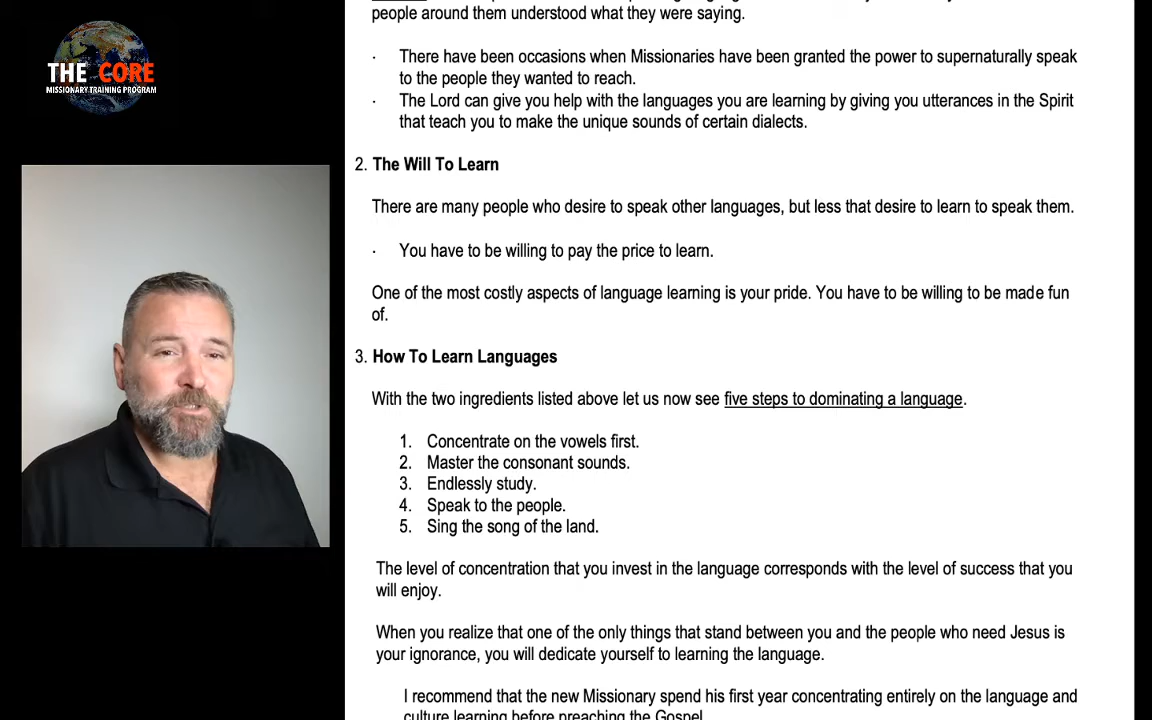 THE CORE
MISSIONARY TRAINING PROGRAM
people around them understood what they were saying.
· There have been occasions when Missionaries have been granted the power to supernaturally speak
to the people they wanted to reach.
· The Lord can give you help with the languages you are learning by giving you utterances in the Spirit
that teach you to make the unique sounds of certain dialects.
2. The Will To Learn
There are many people who desire to speak other languages, but less that desire to learn to speak them.
· You have to be willing to pay the price to learn.
One of the most costly aspects of language learning is your pride. You have to be willing to be made fun
of.
3. How To Learn Languages
With the two ingredients listed above let us now see five steps to dominating a language.
1. Concentrate on the vowels first.
2. Master the consonant sounds.
3. Endlessly study.
4. Speak to the people.
5. Sing the song of the land.
The level of concentration that you invest in the language corresponds with the level of success that you
will enjoy.
When you realize that one of the only things that stand between you and the people who need Jesus is
your ignorance, you will dedicate yourself to learning the language.
I recommend that the new Missionary spend his first year concentrating entirely on the language and
culture learning before preaching the Gospel